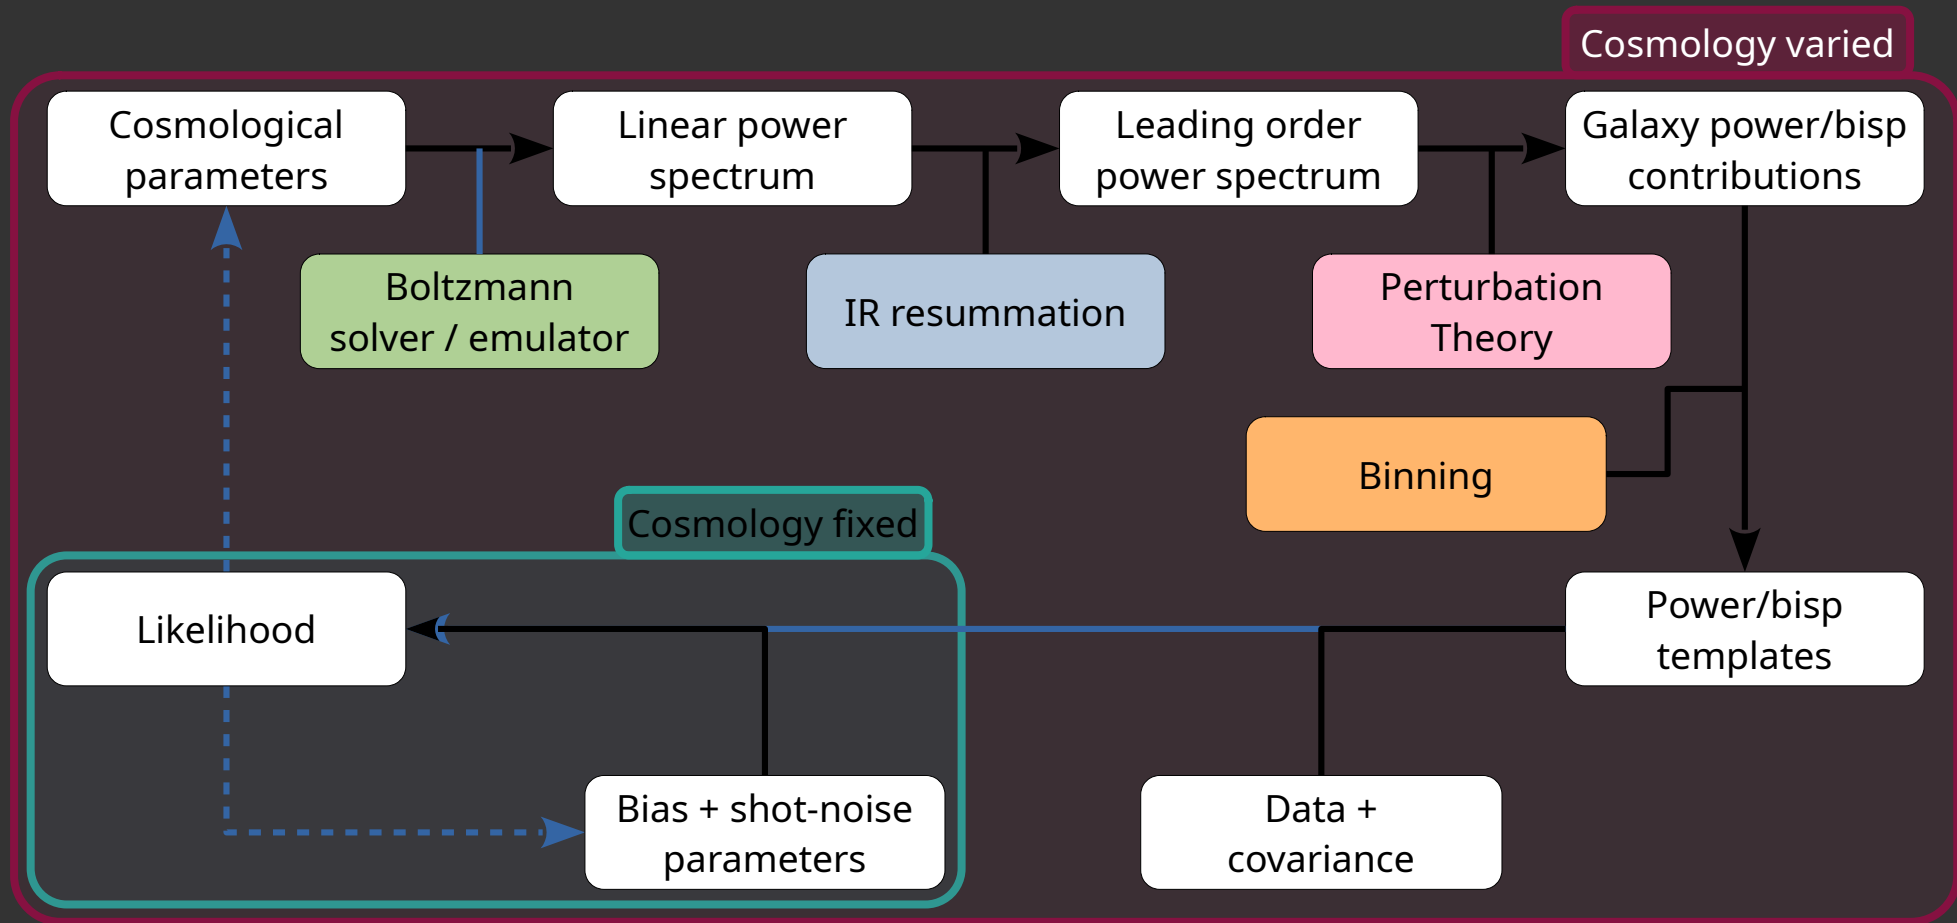 Cosmology varied
Cosmological
parameters
Linear power
spectrum
Leading order
power spectrum
Galaxy power/bisp
contributions
Boltzmann
solver / emulator
IR resummation
Perturbation
Theory
Binning
Cosmology fixed
Likelihood
Power/bisp
templates
Bias + shot-noise
parameters
Data +
covariance